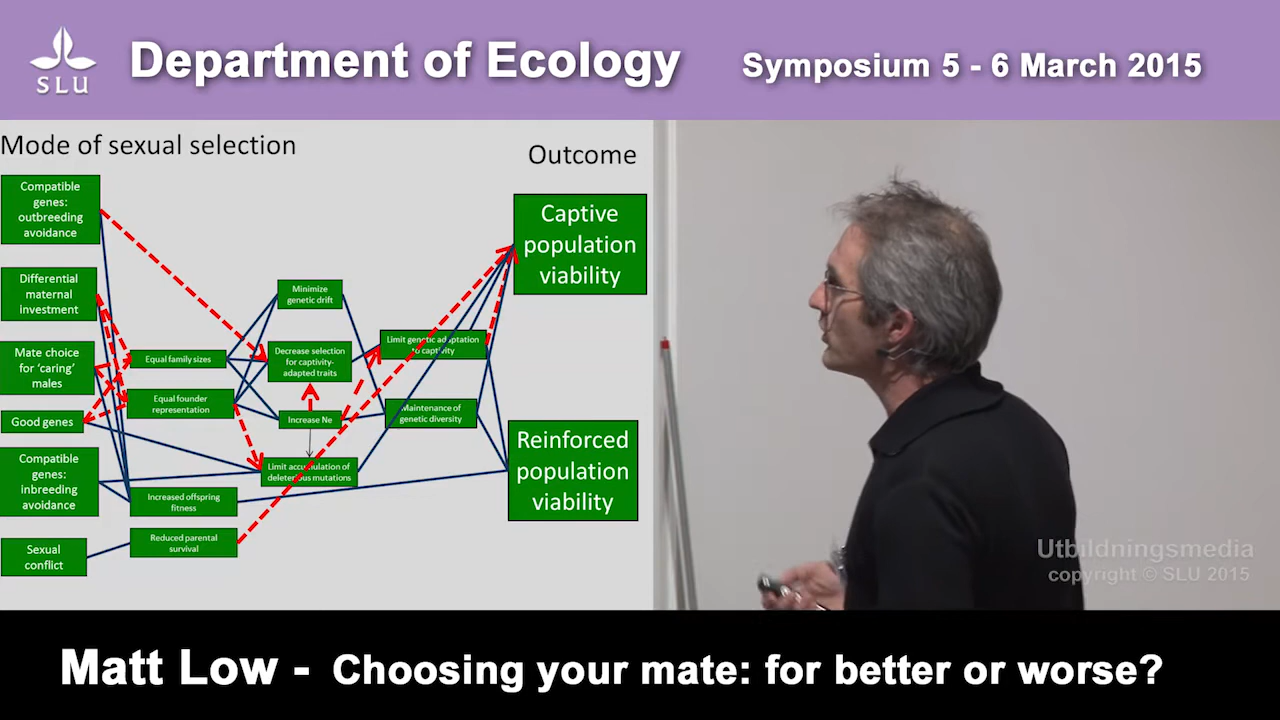 SLU
Department of Ecology
Symposium 5 - 6 March 2015
Mode of sexual selection
Outcome
Compatible
genes:
outbreeding
avoidance
Differential
maternal
investment
Mate choice
for ‘caring’
males
Good genes
Compatible
genes:
inbreeding
avoidance
Sexual
conflict
Equal family sizes
Equal founder
representation
Increased offspring
fitness
Reduced parental
survival
Minimize
genetic drift
Decrease selection
for captivity-
adapted traits
Increase Ne
Limit accumulation of
deleterious mutations
Limit genetic adaptation
to captivity
Maintenance of
genetic diversity
Captive
population
viability
Reinforced
population
viability
Utbildningsmedia
copyright © SLU 2015
Matt Low - Choosing your mate: for better or worse?